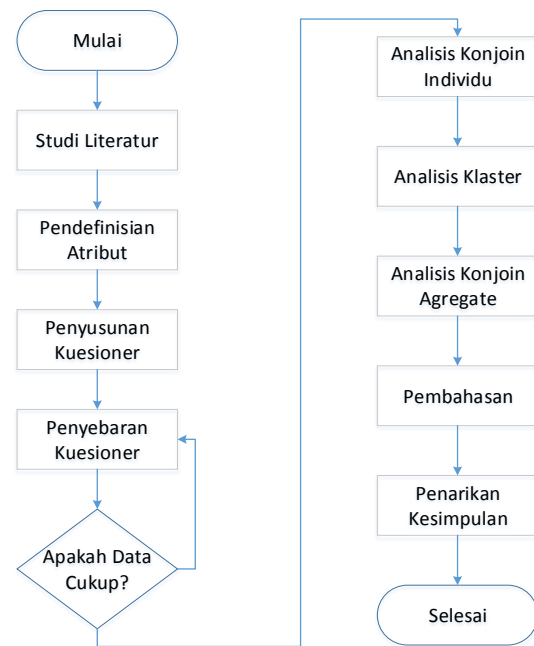 Mulai
Studi Literatur
Pendefinisian
Atribut
Penyusunan
Kuesioner
Penyebaran
Kuesioner
Apakah Data
Cukup?
Analisis Konjoin
Individu
Analisis Klaster
Analisis Konjoin
Agregate
Pembahasan
Penarikan
Kesimpulan
Selesai